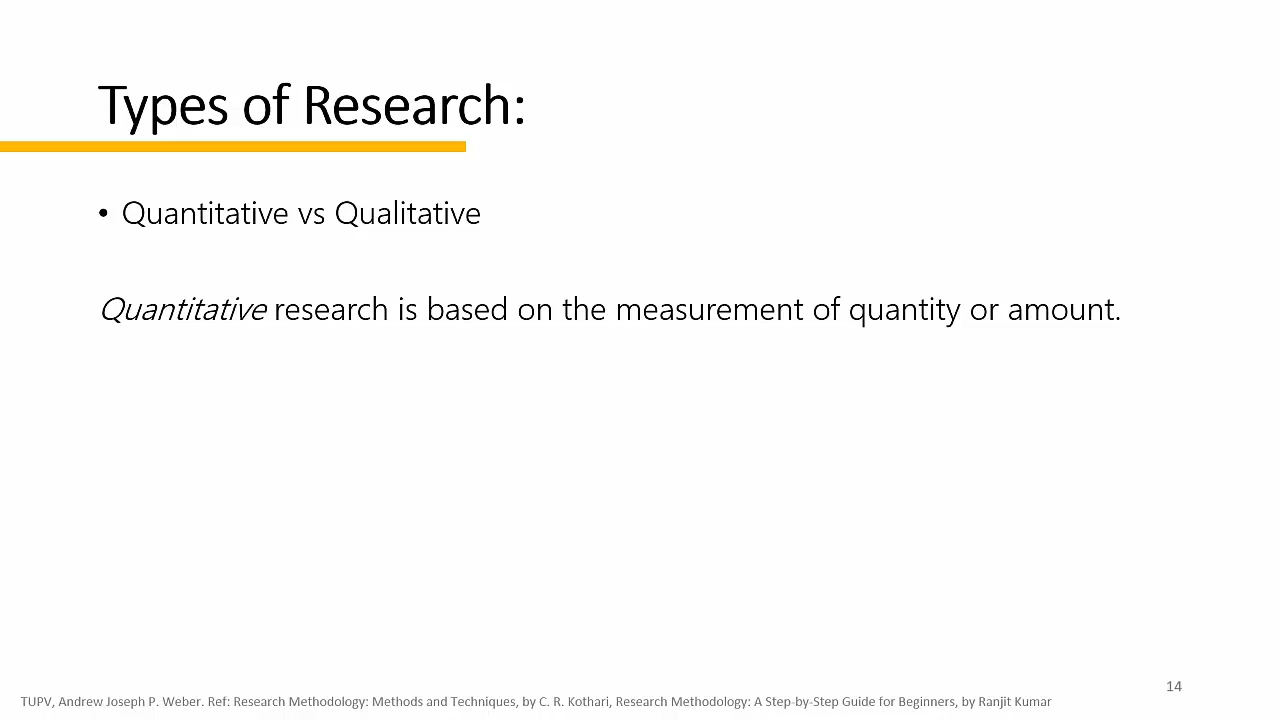 Types of Research:
• Quantitative vs Qualitative
Quantitative research is based on the measurement of quantity or amount.
14
TUPV, Andrew Joseph P. Weber. Ref: Research Methodology: Methods and Techniques, by C. R. Kothari, Research Methodology: A Step-by-Step Guide for Beginners, by Ranjit Kumar